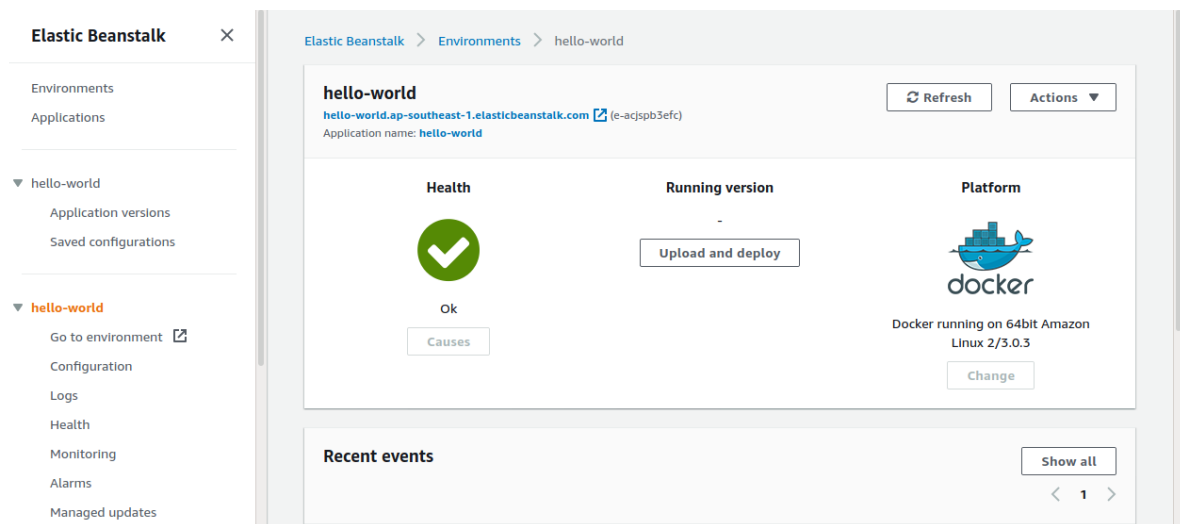 Elastic Beanstalk
Environments
Applications
hello-world
Application versions
Saved configurations
hello-world
Go to environment
Configuration
Logs
Health
Monitoring
Alarms
Managed updates
Elastic Beanstalk > Environments > hello-world
hello-world
hello-world.ap-southeast-1.elasticbeanstalk.com (e-acjspb3efc)
Application name: hello-world
Refresh
Actions
Health
Ok
Causes
Running version
-
Upload and deploy
Platform
docker
Docker running on 64bit Amazon
Linux 2/3.0.3
Change
Recent events
Show all
< 1 >